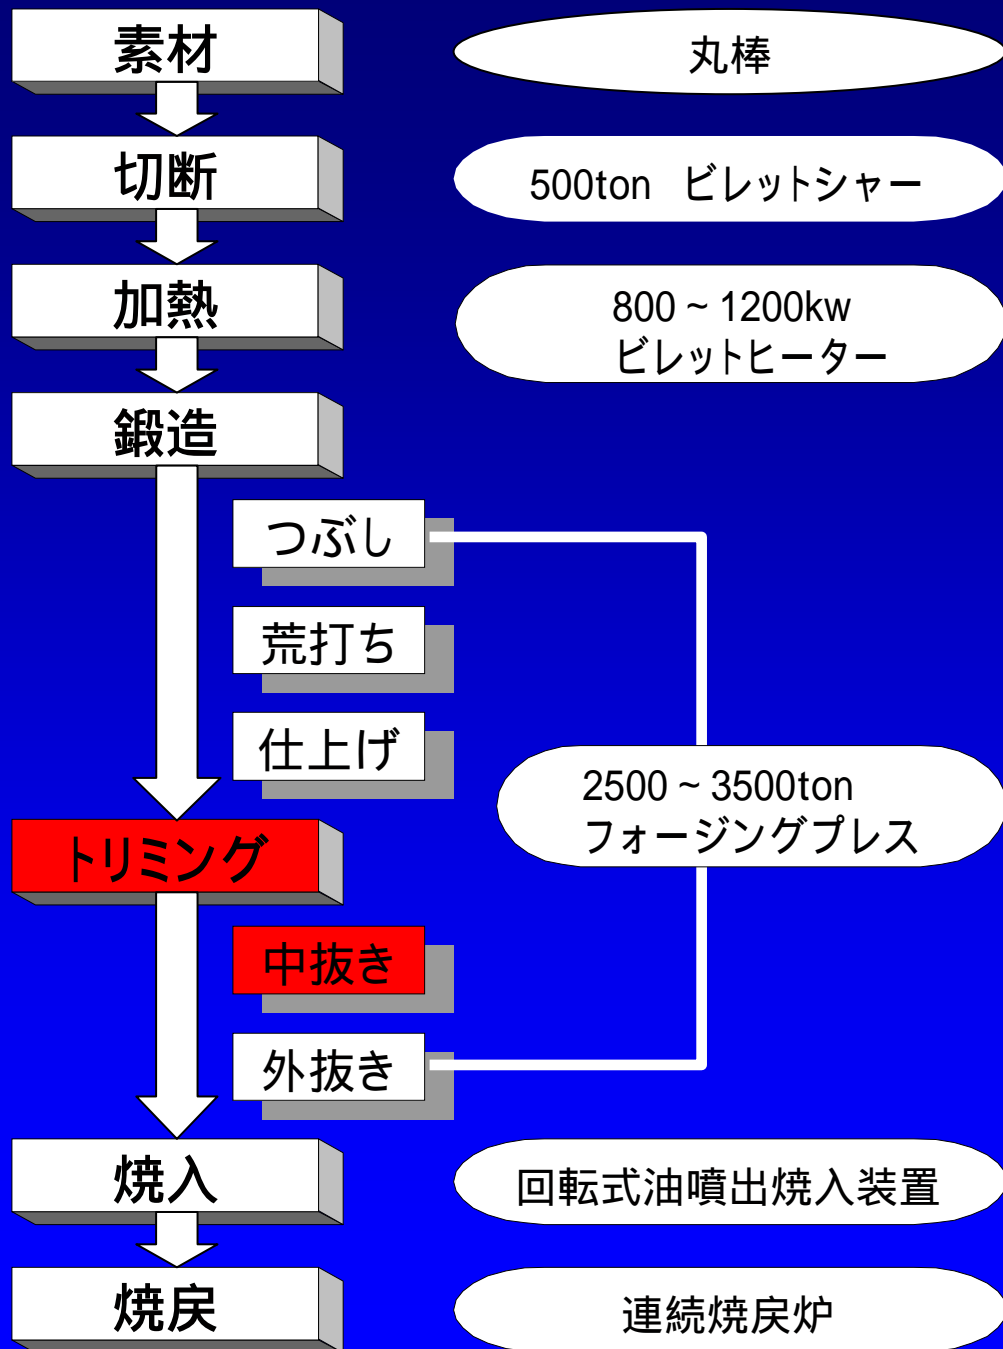 素材
丸棒
切断
500ton ビレットシャー
加熱
800 ~ 1200kw
ビレットヒーター
鍛造
つぶし
荒打ち
仕上げ
2500 ~ 3500ton
フォージングプレス
トリミング
中抜き
外抜き
焼入
回転式油噴出焼入装置
焼戻
連続焼戻炉